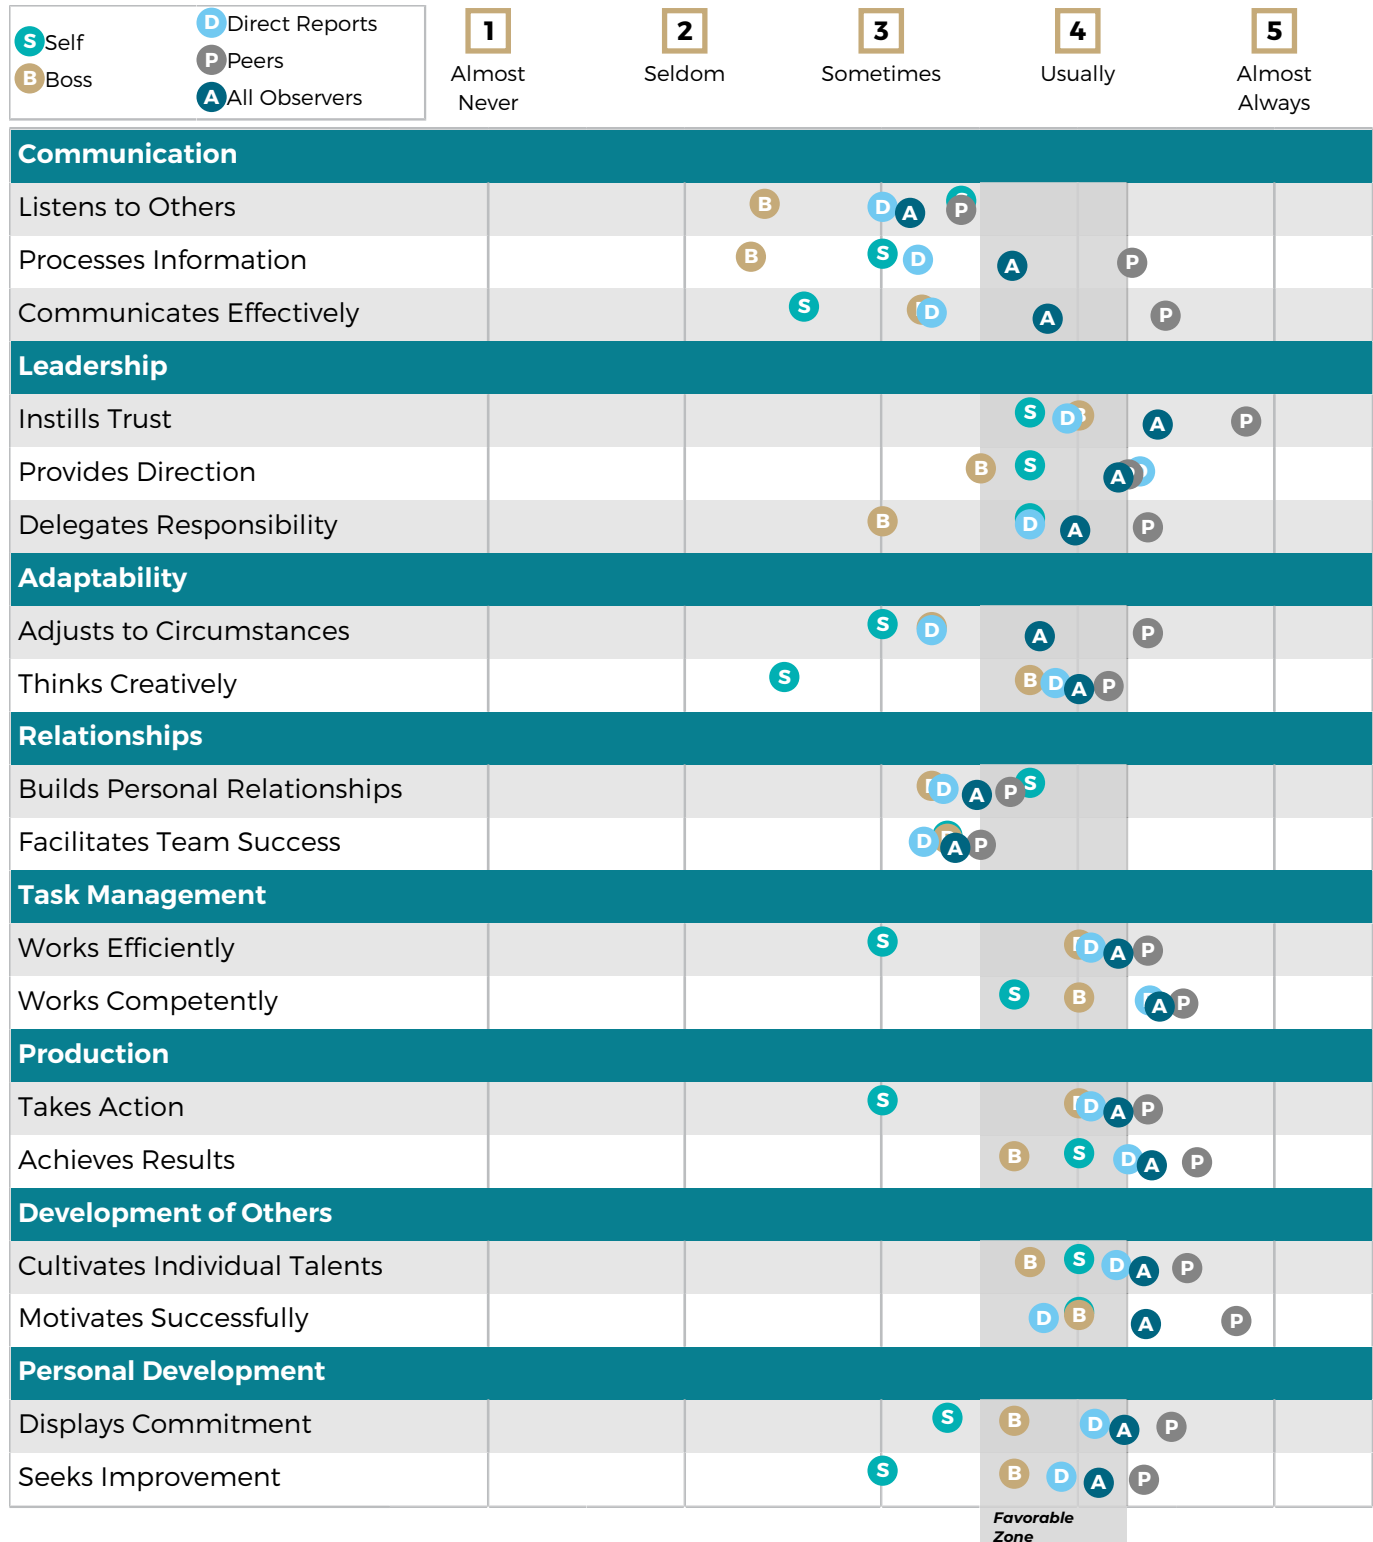 S Self
B Boss
D Direct Reports
P Peers
A All Observers
1 2 3 4 5
Almost Never
Seldom
Sometimes
Usually
Almost Always
Communication
Listens to Others B D A P
Processes Information B S D A P
Communicates Effectively S D A P
Leadership
Instills Trust S D B A P
Provides Direction B S A
Delegates Responsibility B D A P
Adaptability
Adjusts to Circumstances S D A P
Thinks Creatively S B D A P
Relationships
Builds Personal Relationships D A P S
Facilitates Team Success D A P
Task Management
Works Efficiently S D A P
Works Competently S B A P
Production
Takes Action S D A P
Achieves Results B S D A P
Development of Others
Cultivates Individual Talents B S D A P
Motivates Successfully D B A P
Personal Development
Displays Commitment S B D A P
Seeks Improvement S B D A P
Favorable
Zone